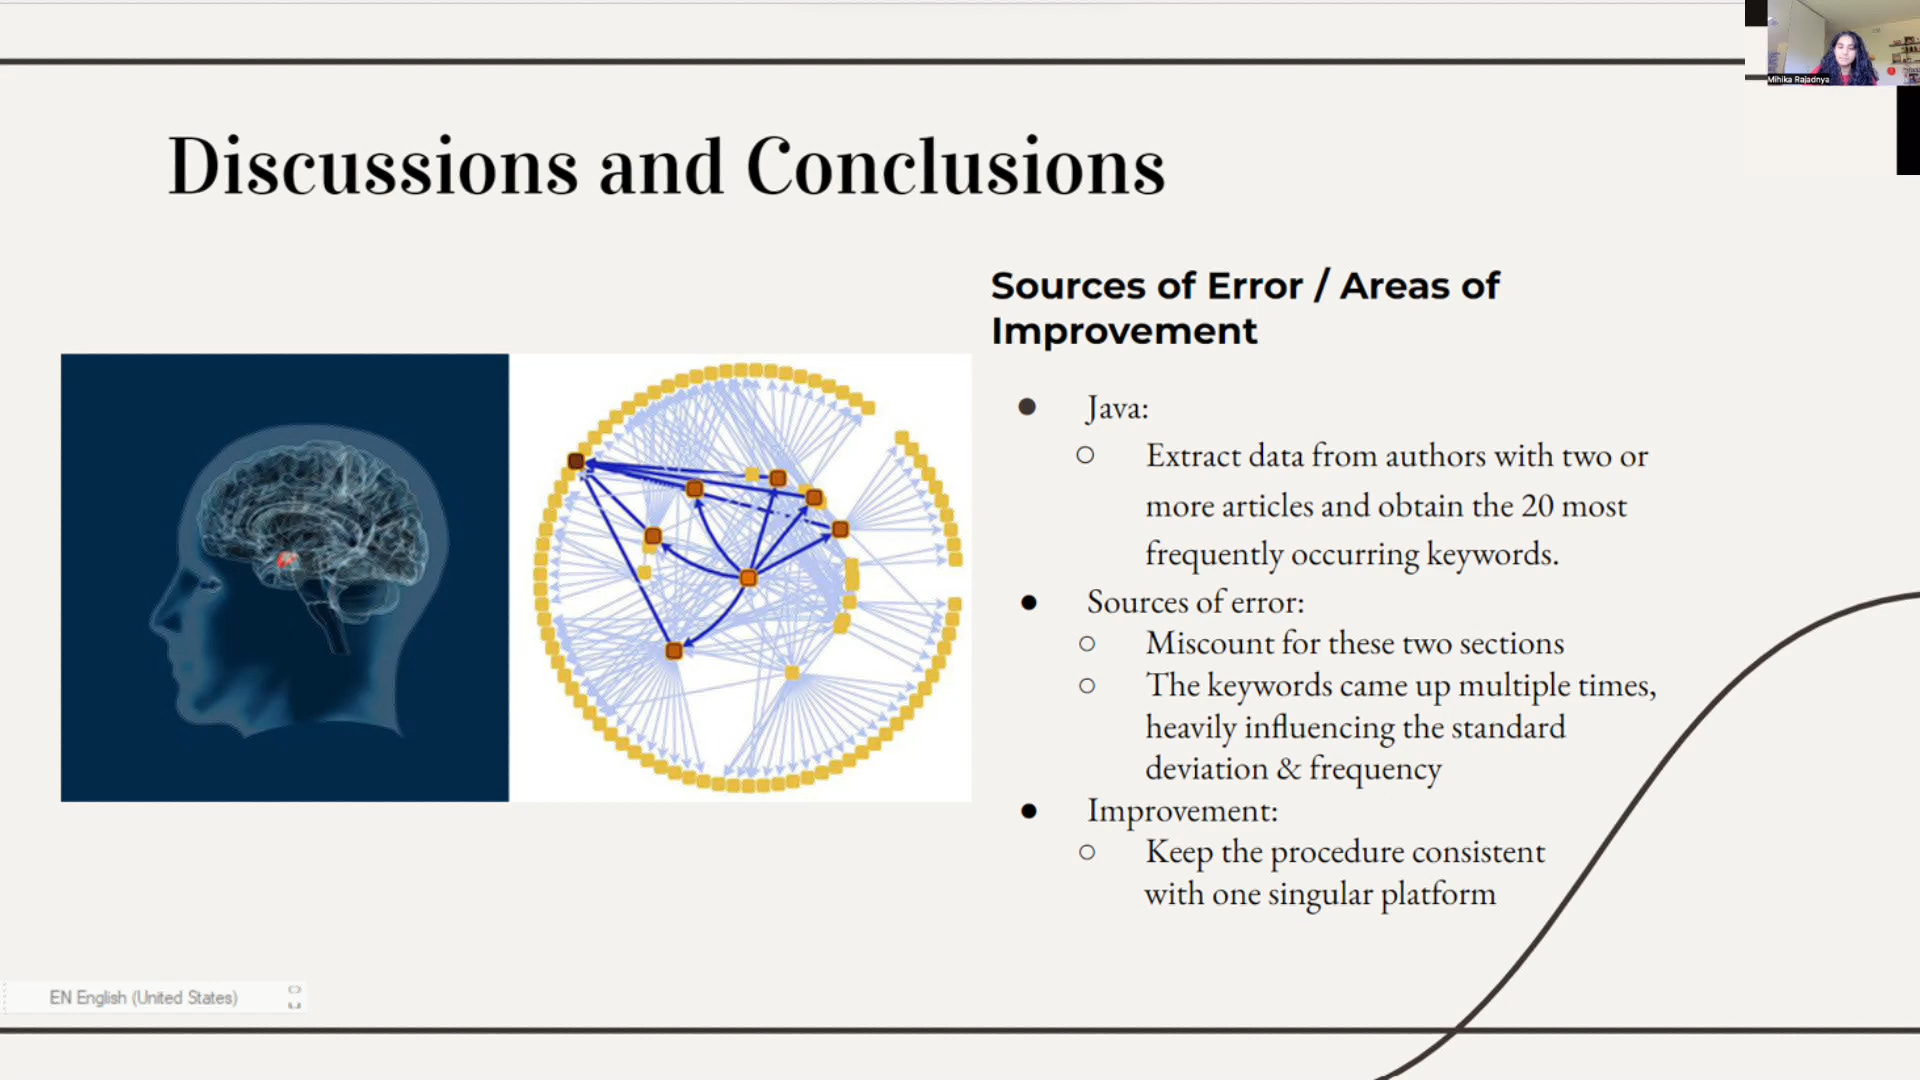 Mihika Rajadnya
Discussions and Conclusions
Sources of Error / Areas of
Improvement
● Java:
○ Extract data from authors with two or
more articles and obtain the 20 most
frequently occurring keywords.
● Sources of error:
○ Miscount for these two sections
○ The keywords came up multiple times,
heavily influencing the standard
deviation & frequency
● Improvement:
○ Keep the procedure consistent
with one singular platform
EN English (United States)